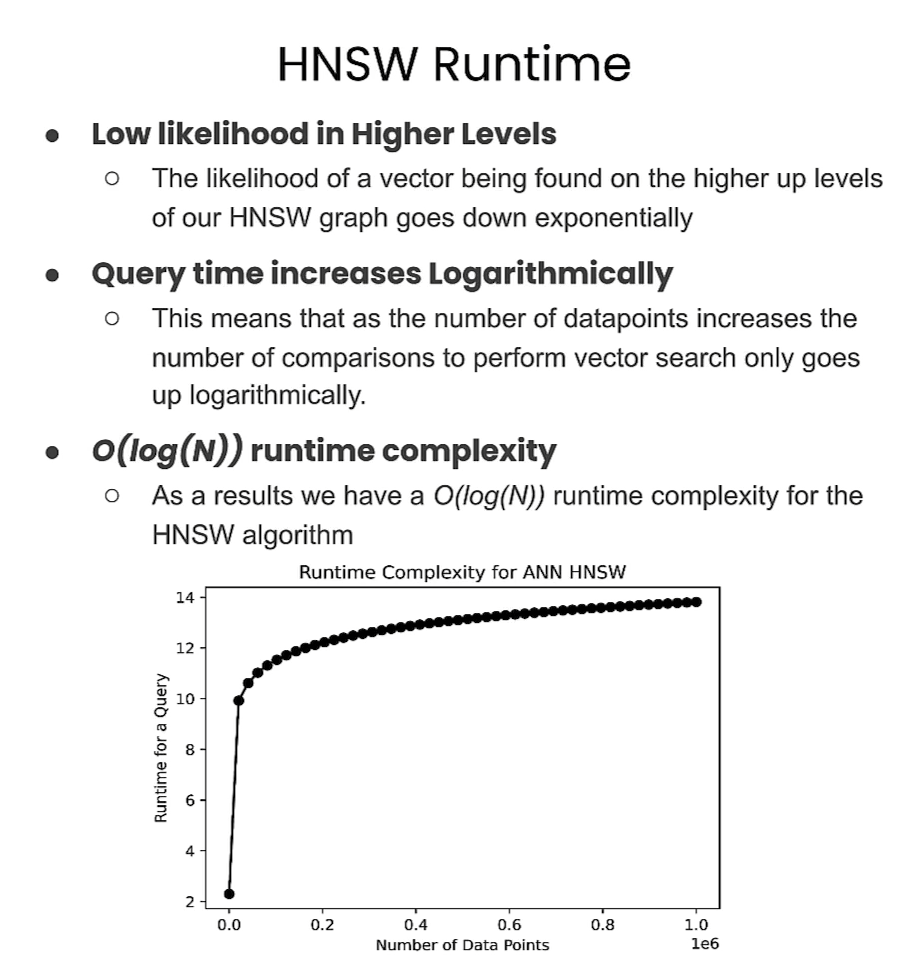 HNSW Runtime
● Low likelihood in Higher Levels
○ The likelihood of a vector being found on the higher up levels
of our HNSW graph goes down exponentially
● Query time increases Logarithmically
○ This means that as the number of datapoints increases the
number of comparisons to perform vector search only goes
up logarithmically.
● O(log(N)) runtime complexity
○ As a results we have a O(log(N)) runtime complexity for the
HNSW algorithm
Runtime Complexity for ANN HNSW
Runtime for a Query
14
12
10
8
6
4
2
0.0 0.2 0.4 0.6 0.8 1.0
1e6
Number of Data Points